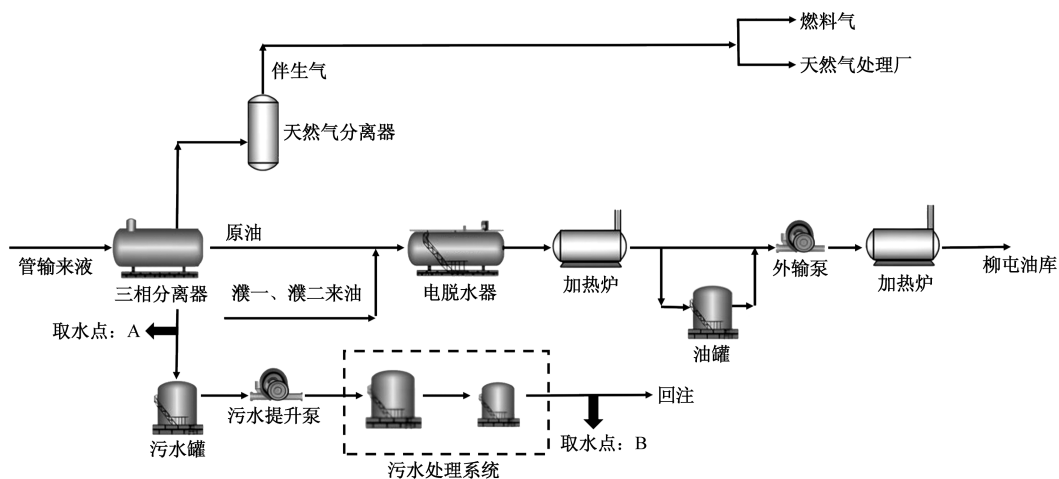 燃料气
伴生气
天然气处理厂
天然气分离器
原油
管输来液
三相分离器
濮一、濮二来油
电脱水器
加热炉
外输泵
加热炉
柳屯油库
取水点：A
油罐
污水罐
污水提升泵
回注
取水点：B
污水处理系统